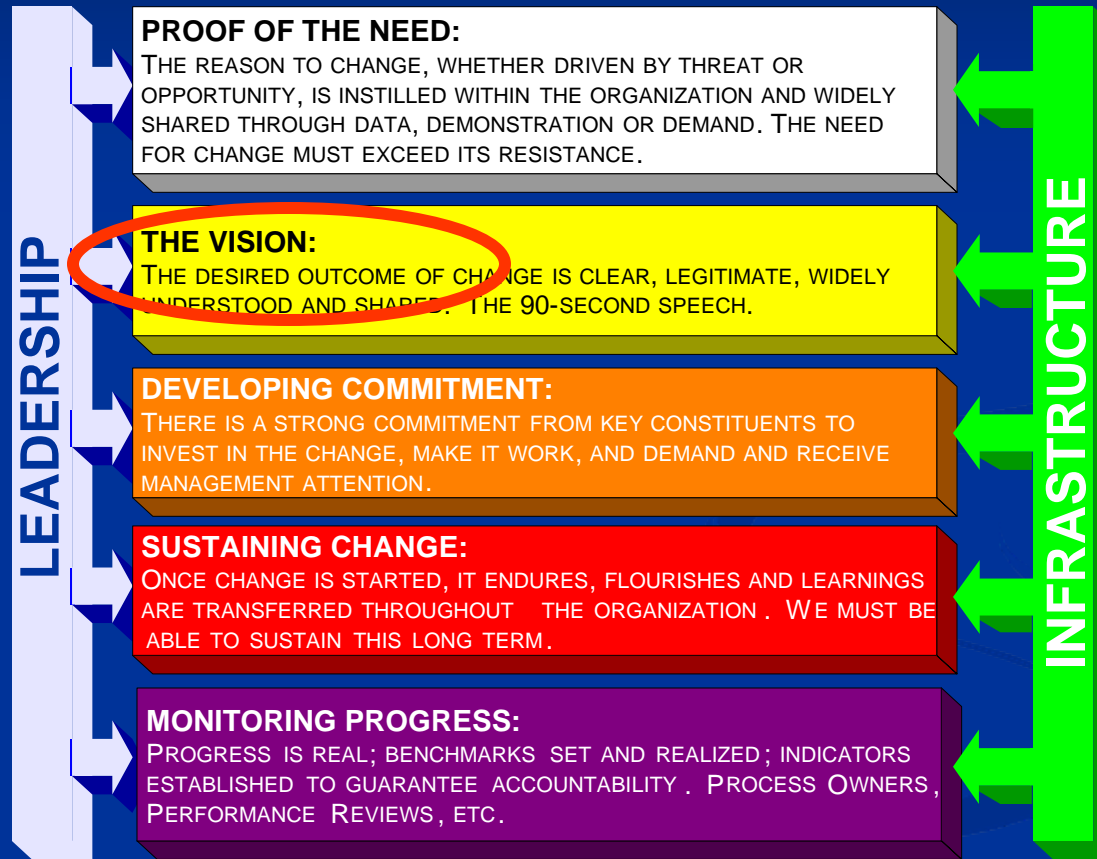 LEADERSHIP
PROOF OF THE NEED:
THE REASON TO CHANGE, WHETHER DRIVEN BY THREAT OR
OPPORTUNITY, IS INSTILLED WITHIN THE ORGANIZATION AND WIDELY
SHARED THROUGH DATA, DEMONSTRATION OR DEMAND. THE NEED
FOR CHANGE MUST EXCEED ITS RESISTANCE.
THE VISION:
THE DESIRED OUTCOME OF CHANGE IS CLEAR, LEGITIMATE, WIDELY
UNDERSTOOD AND SHARED. THE 90-SECOND SPEECH.
DEVELOPING COMMITMENT:
THERE IS A STRONG COMMITMENT FROM KEY CONSTITUENTS TO
INVEST IN THE CHANGE, MAKE IT WORK, AND DEMAND AND RECEIVE
MANAGEMENT ATTENTION.
SUSTAINING CHANGE:
ONCE CHANGE IS STARTED, IT ENDURES, FLOURISHES AND LEARNINGS
ARE TRANSFERRED THROUGHOUT THE ORGANIZATION. WE MUST BE
ABLE TO SUSTAIN THIS LONG TERM.
MONITORING PROGRESS:
PROGRESS IS REAL; BENCHMARKS SET AND REALIZED; INDICATORS
ESTABLISHED TO GUARANTEE ACCOUNTABILITY. PROCESS OWNERS,
PERFORMANCE REVIEWS, ETC.
INFRASTRUCTURE